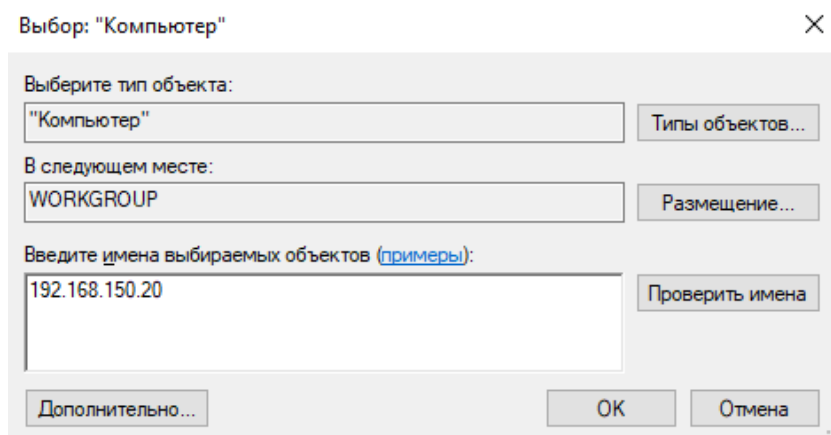 Выбор: "Компьютер"
Выберите тип объекта:
"Компьютер"
Типы объектов...
В следующем месте:
WORKGROUP
Размещение...
Введите имена выбираемых объектов (примеры):
192.168.150.20
Проверить имена
Дополнительно...
OK
Отмена